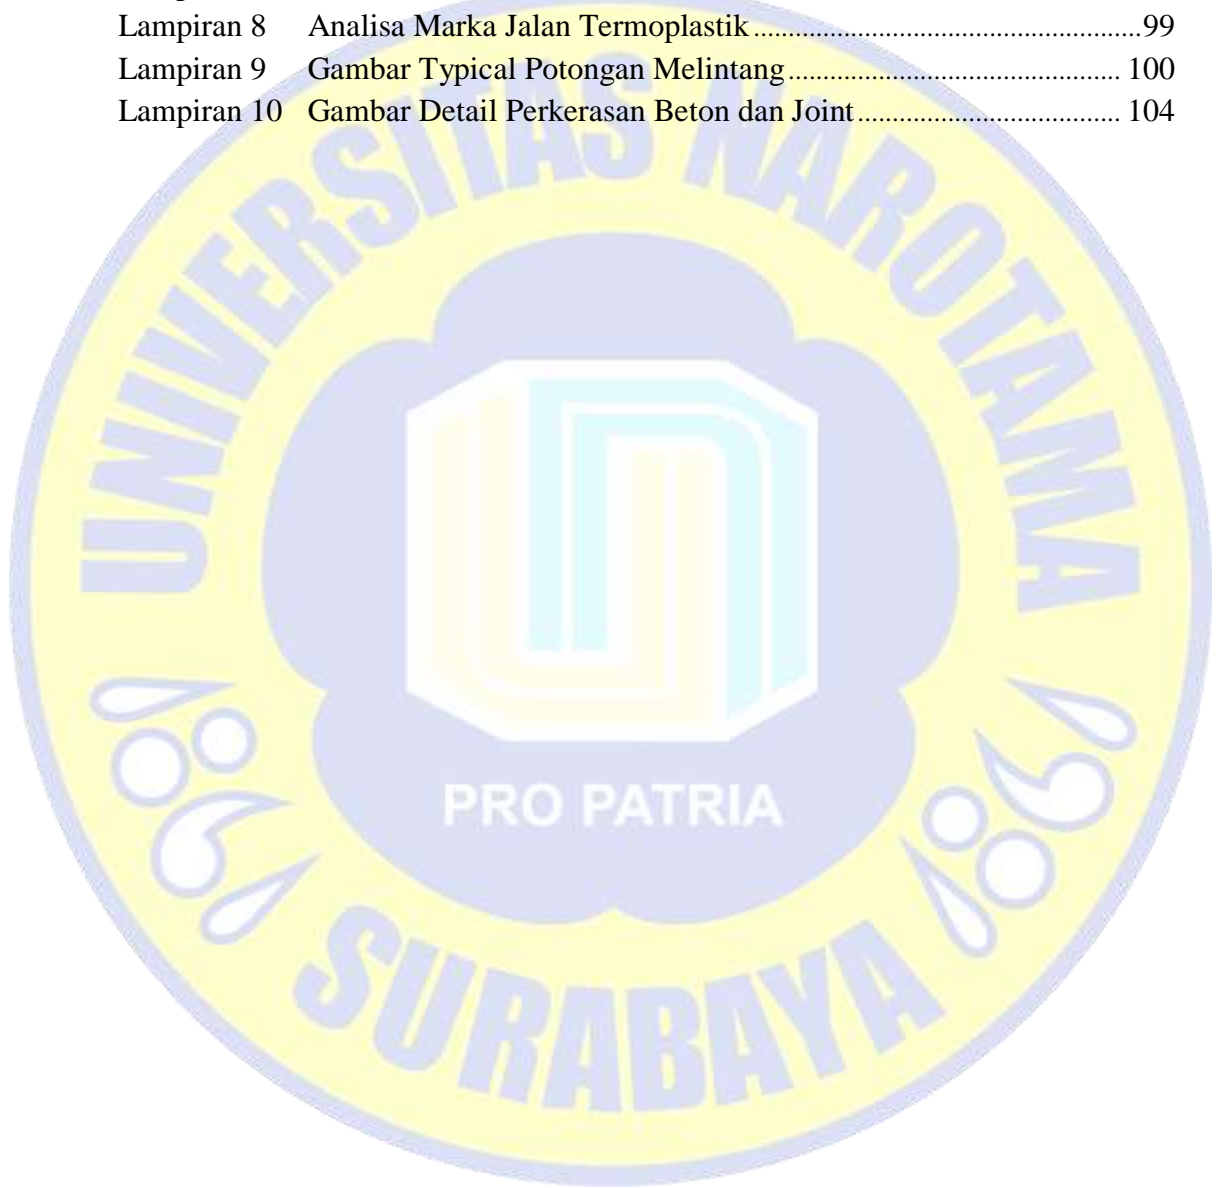 Lampiran 8 Analisa Marka Jalan Termoplastik................................................99
Lampiran 9 Gambar Typical Potongan Melintang......................................... 100
Lampiran 10 Gambar Detail Perkerasan Beton dan Joint................................. 104
UNIVERSITAS NAROTAMA
PRO PATRIA
SURABAYA